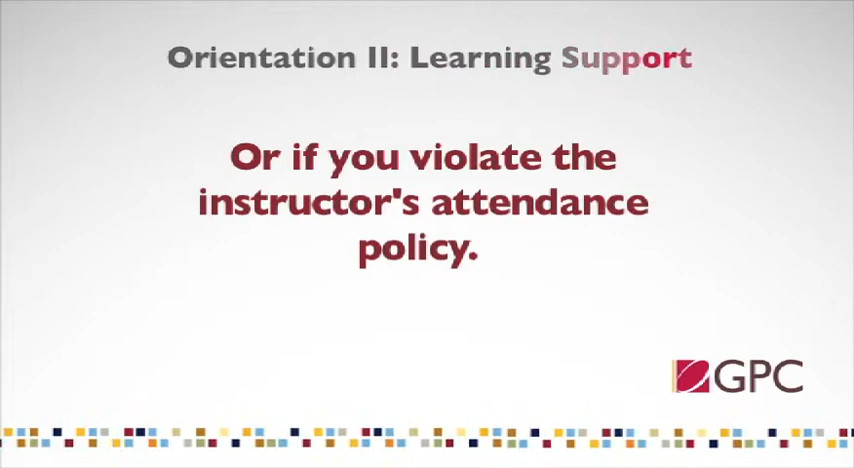 Orientation II: Learning Support
Or if you violate the
instructor's attendance
policy.
GPC